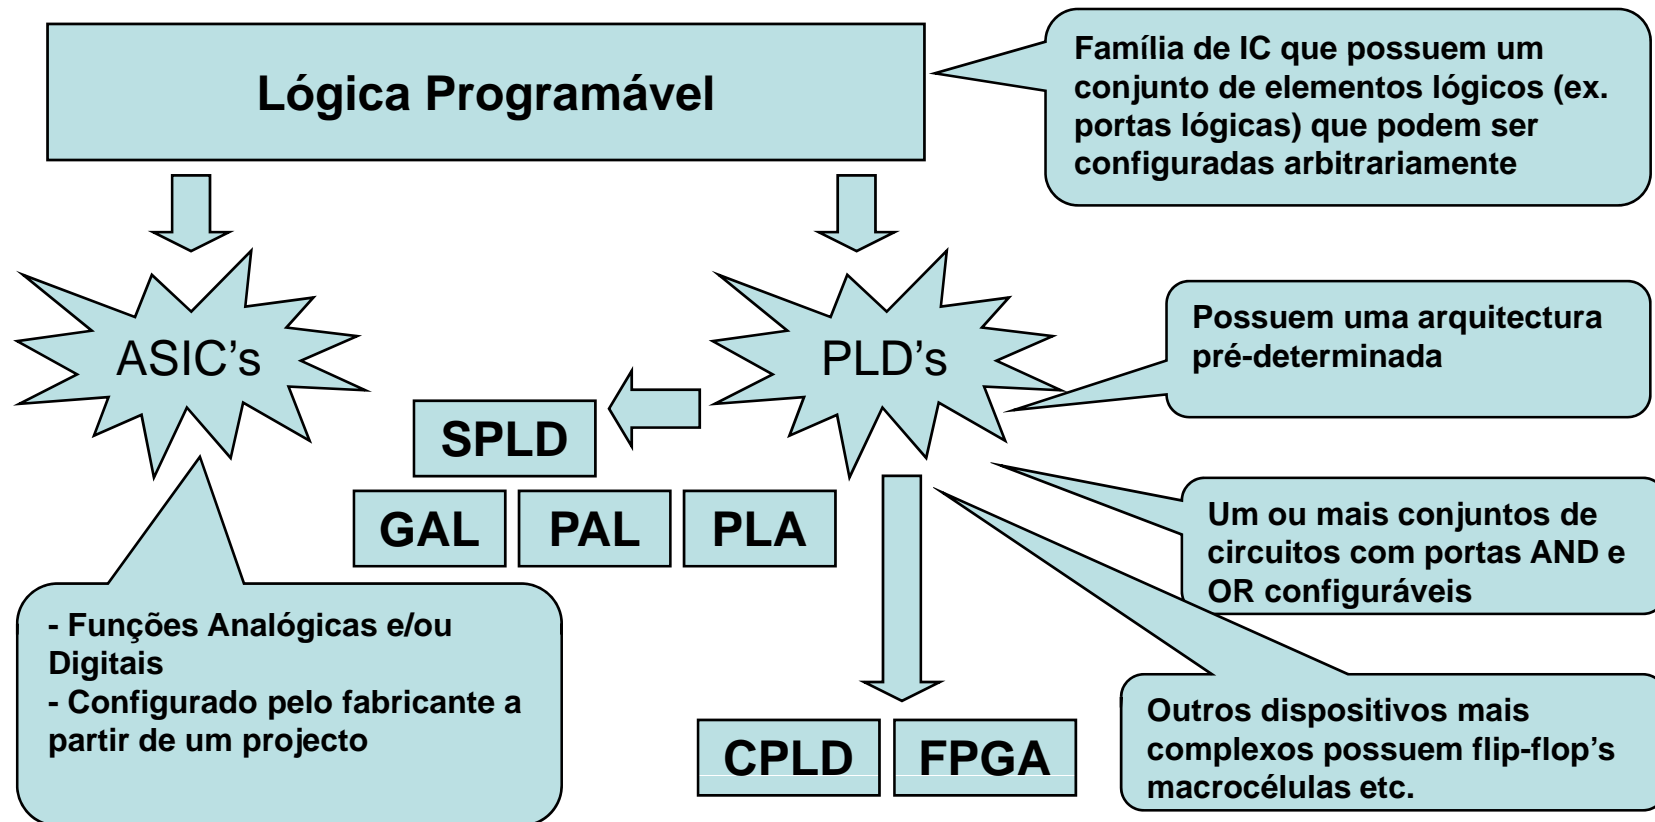 Lógica Programável
Família de IC que possuem um
conjunto de elementos lógicos (ex.
portas lógicas) que podem ser
configuradas arbitrariamente
ASIC's
PLD's
Possuem uma arquitectura
pré-determinada
SPLD
GAL
PAL
PLA
Um ou mais conjuntos de
circuitos com portas AND e
OR configuráveis
- Funções Analógicas e/ou
Digitais
- Configurado pelo fabricante a
partir de um projecto
CPLD
FPGA
Outros dispositivos mais
complexos possuem flip-flop's
macrocélulas etc.